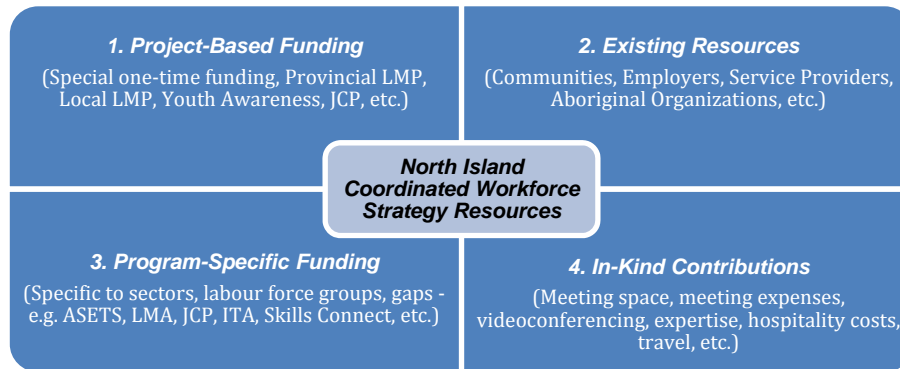 1. Project-Based Funding
(Special one-time funding, Provincial LMP,
Local LMP, Youth Awareness, JCP, etc.)
2. Existing Resources
(Communities, Employers, Service Providers,
Aboriginal Organizations, etc.)
North Island
Coordinated Workforce
Strategy Resources
3. Program-Specific Funding
(Specific to sectors, labour force groups, gaps -
e.g. ASETS, LMA, JCP, ITA, Skills Connect, etc.)
4. In-Kind Contributions
(Meeting space, meeting expenses,
videoconferencing, expertise, hospitality costs,
travel, etc.)